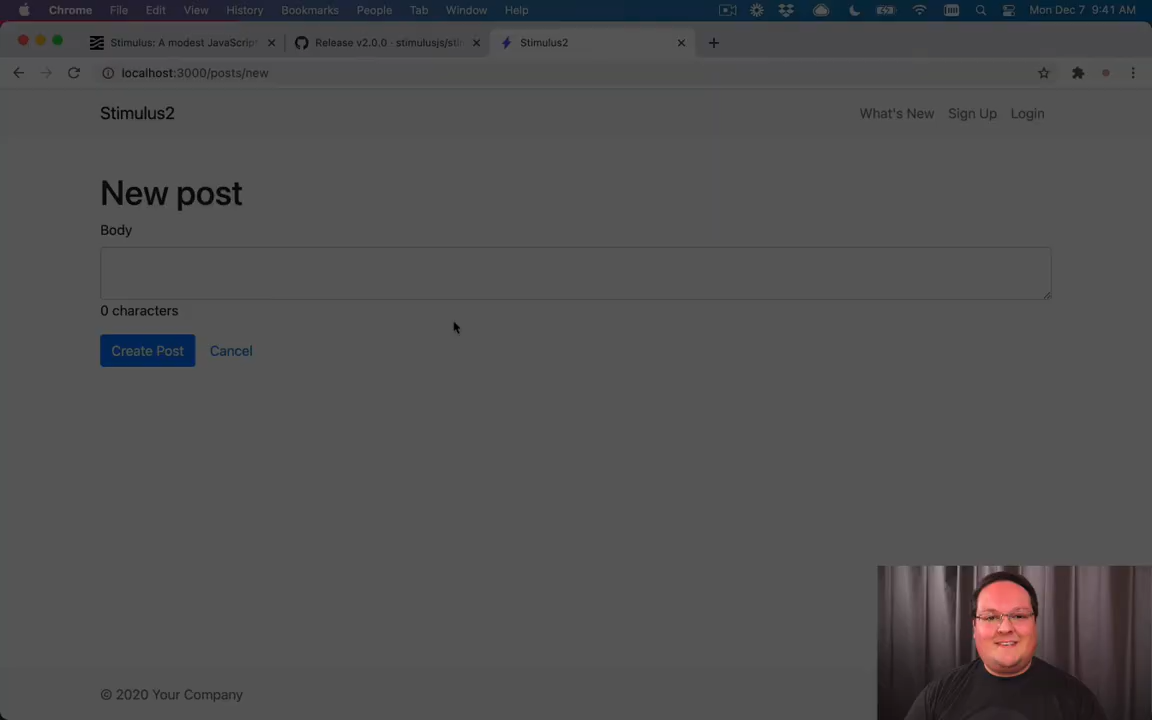 Chrome File Edit View History Bookmarks People Tab Window Help Mon Dec 7 9:41 AM
Stimulus: A modest JavaScript Release v2.0.0 · stimulusjs/sti Stimulus2
localhost:3000/posts/new
Stimulus2 What's New Sign Up Login
New post
Body
0 characters
Create Post Cancel
© 2020 Your Company